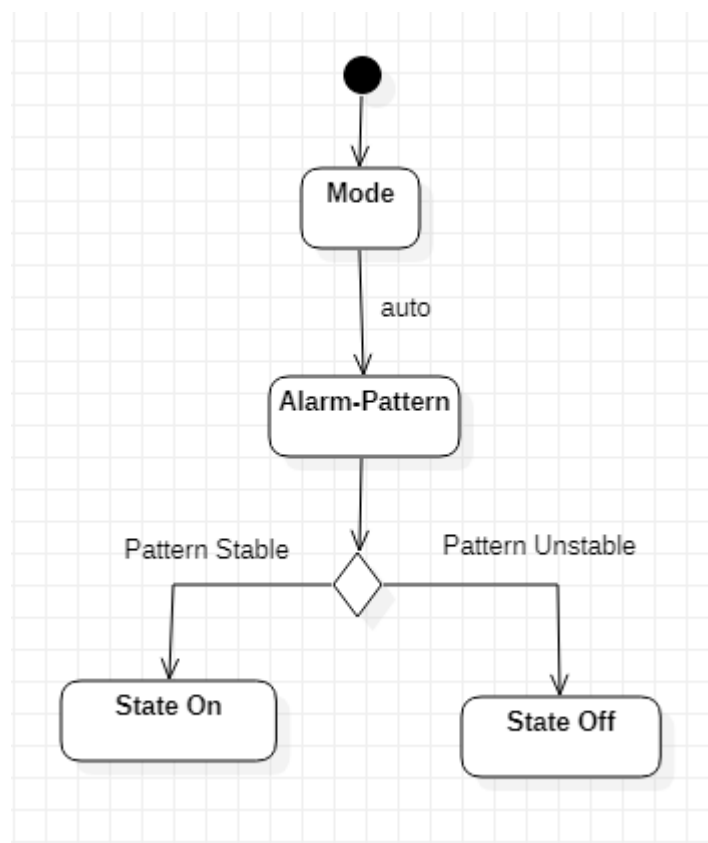 Mode
auto
Alarm-Pattern
Pattern Stable
Pattern Unstable
State On
State Off